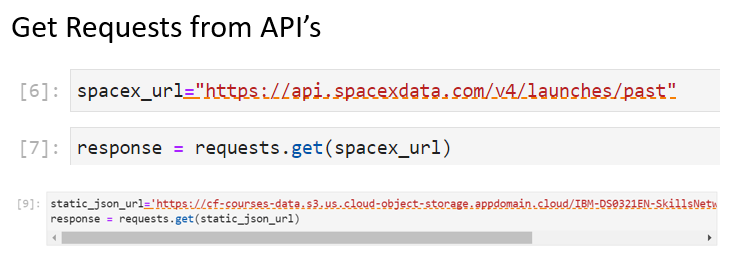 Get Requests from API’s
[6]: spacex_url="https://api.spacexdata.com/v4/launches/past"
[7]: response = requests.get(spacex_url)
[9]: static_json_url='https://cf-courses-data.s3.us.cloud-object-storage.appdomain.cloud/IBM-DS0321EN-SkillsNetw
response = requests.get(static_json_url)